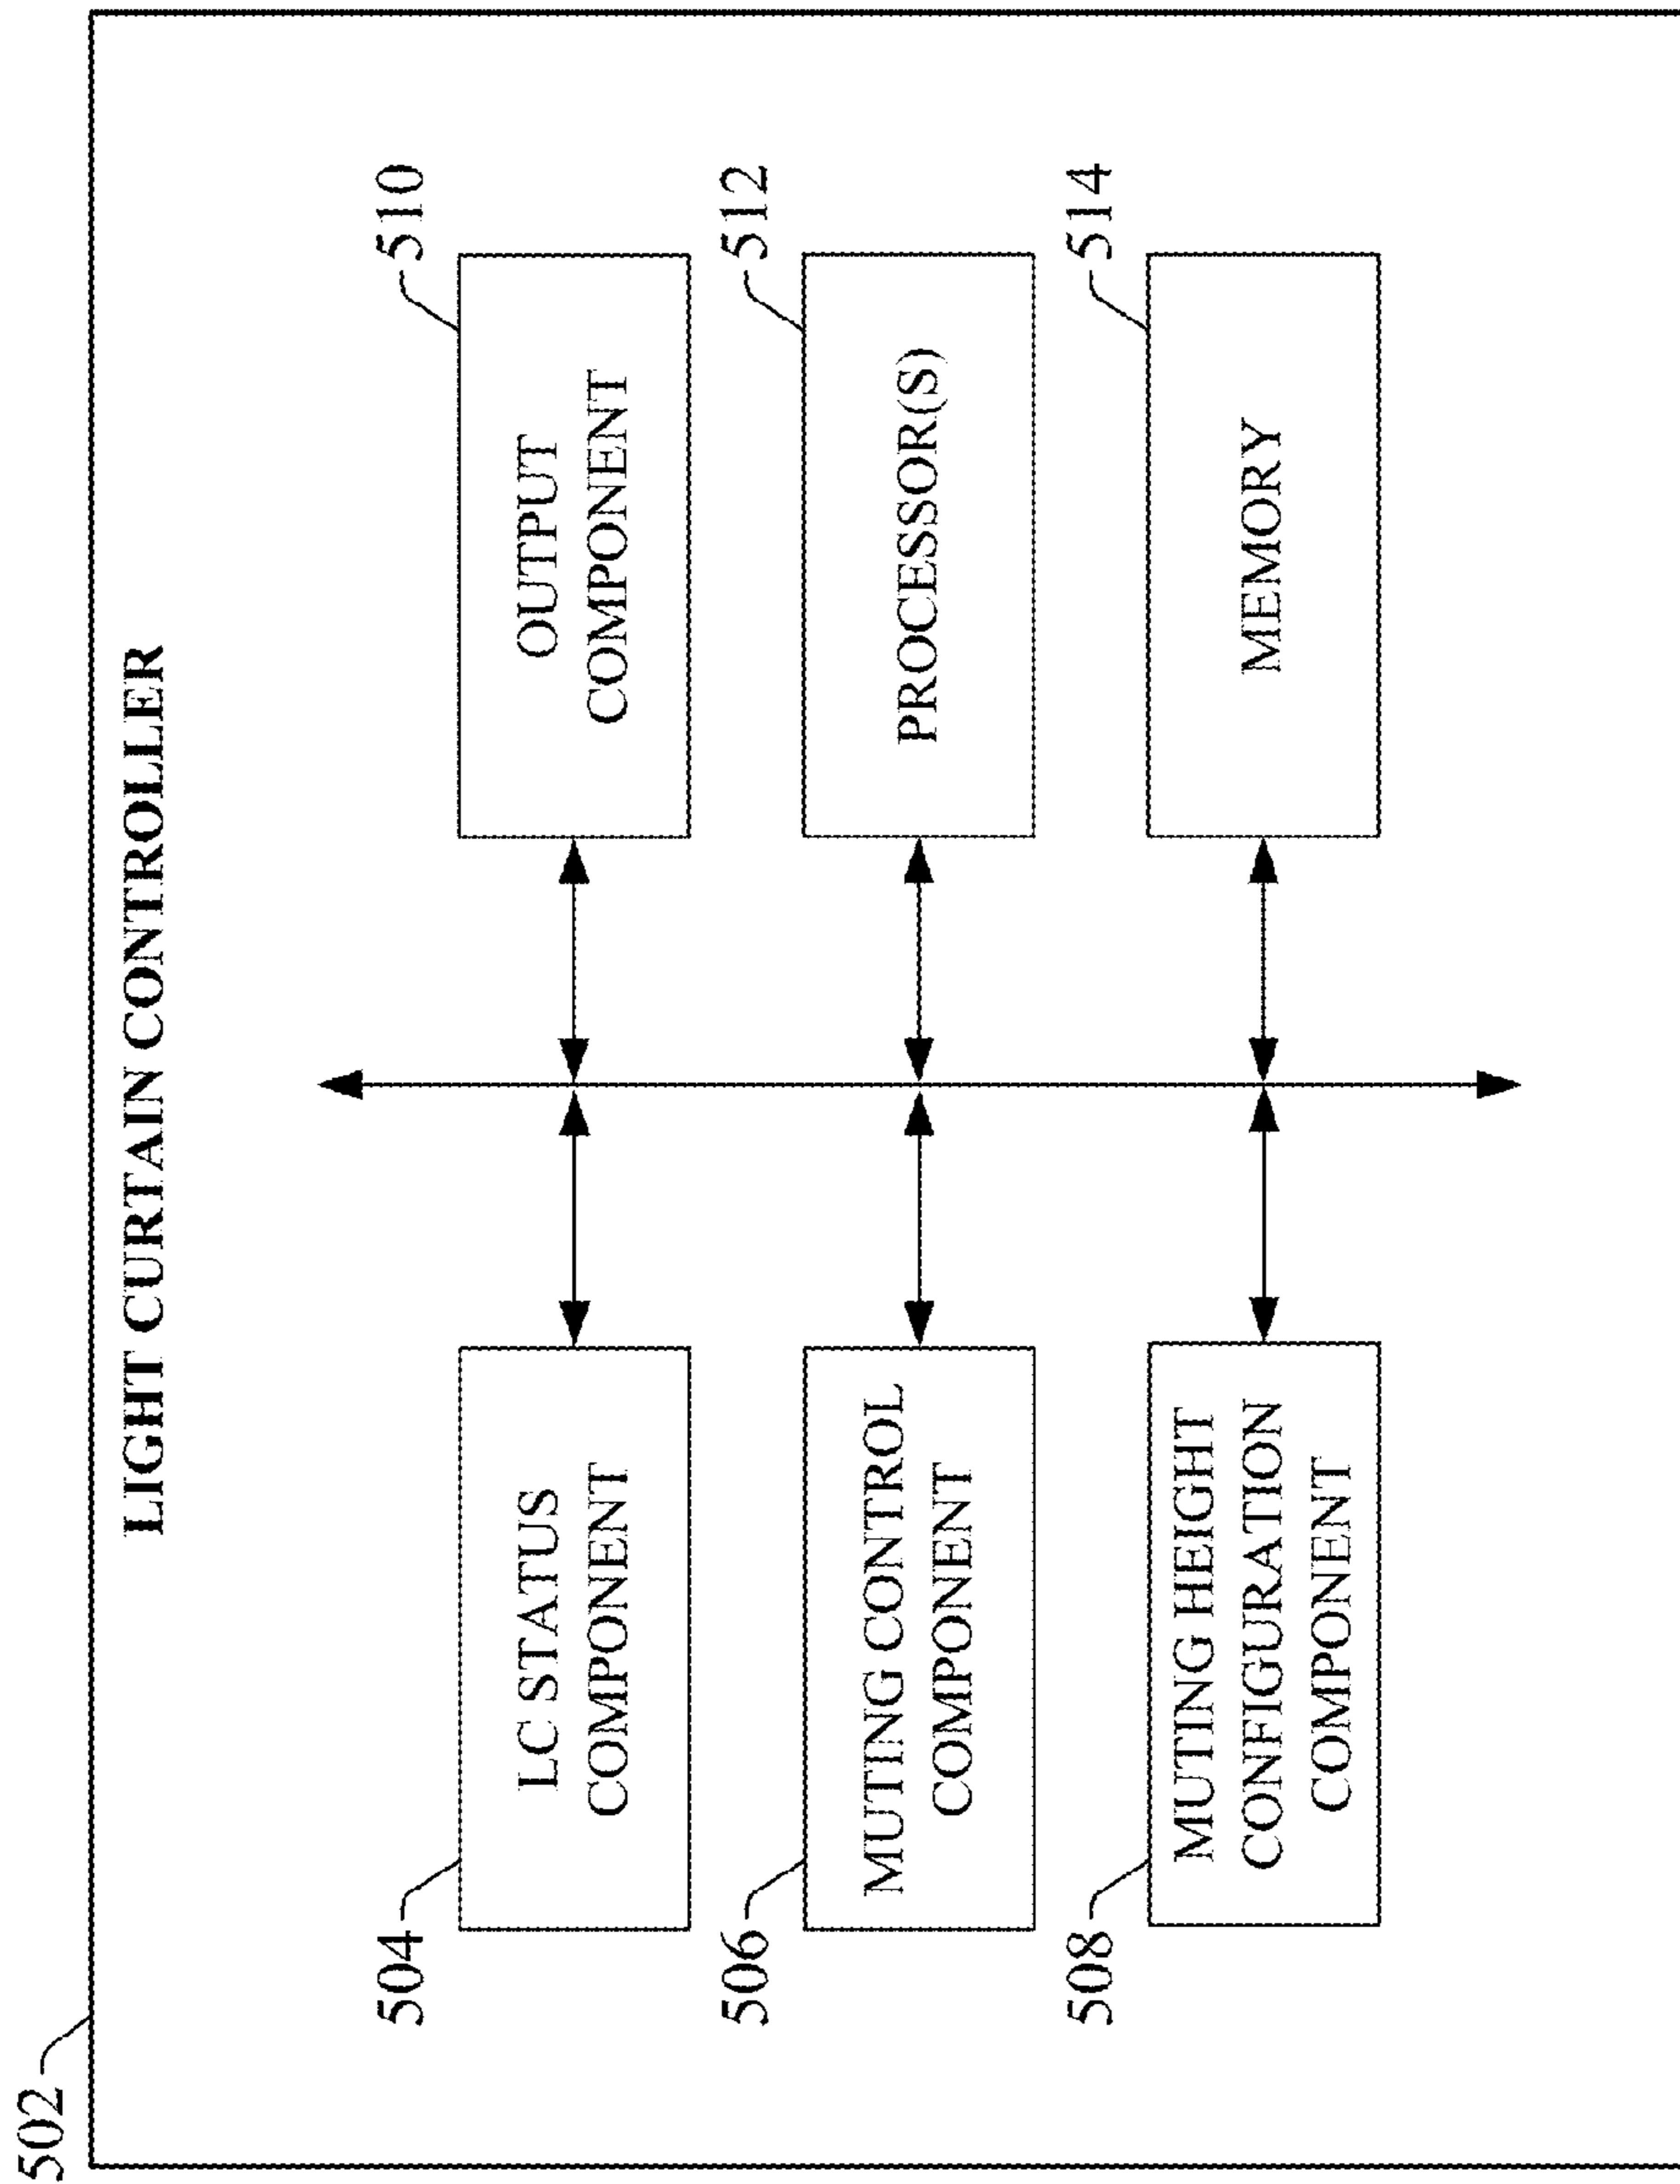 502
LIGHT CURTAIN CONTROLLER
504
LC STATUS
COMPONENT
510
OUTPUT
COMPONENT
506
MUTING CONTROL
COMPONENT
512
PROCESSOR(S)
508
MUTING HEIGHT
CONFIGURATION
COMPONENT
514
MEMORY